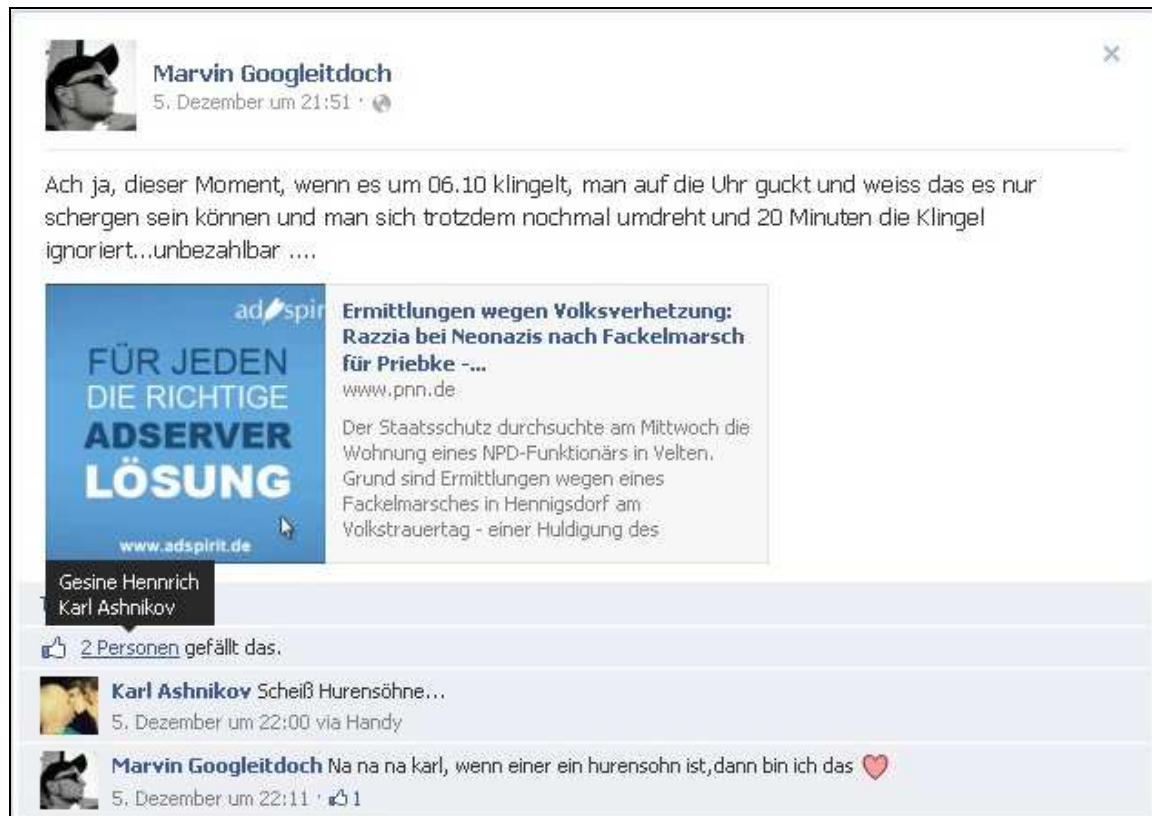 Marvin Googleitdoch
5. Dezember um 21:51 ·
Ach ja, dieser Moment, wenn es um 06.10 klingelt, man auf die Uhr guckt und weiss das es nur
schergen sein können und man sich trotzdem nochmal umdreht und 20 Minuten die Klingel
ignoriert...unbezahlbar ....
ad spir
FÜR JEDEN
DIE RICHTIGE
ADSERVER
LÖSUNG
www.adspirit.de
Ermittlungen wegen Volksverhetzung:
Razzia bei Neonazis nach Fackelmarsch
für Priebke -...
www.pnn.de
Der Staatsschutz durchsuchte am Mittwoch die
Wohnung eines NPD-Funktionärs in Velten.
Grund sind Ermittlungen wegen eines
Fackelmarsches in Hennigsdorf am
Volkstrauertag - einer Huldigung des
Gesine Hennrich
Karl Ashnikov
2 Personen gefällt das.
Karl Ashnikov Scheiß Hurensöhne...
5. Dezember um 22:00 via Handy
Marvin Googleitdoch Na na na karl, wenn einer ein hurensohn ist,dann bin ich das
5. Dezember um 22:11 · 1